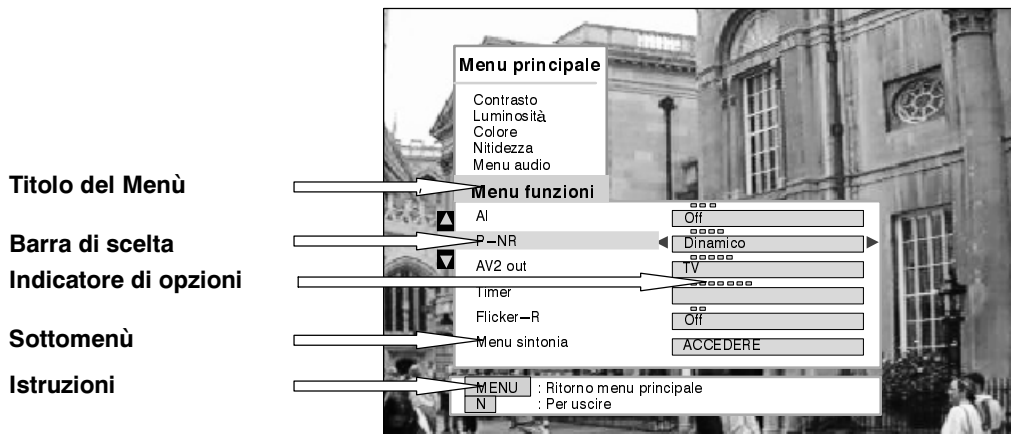 Menu principale
Contrasto
Luminosità
Colore
Nitidezza
Menu audio
Titolo del Menù
Menu funzioni
AI
Off
Barra di scelta
P–NR
Dinamico
Indicatore di opzioni
AV2 out
TV
Timer
Flicker–R
Off
Sottomenù
Menu sintonia
ACCEDERE
Istruzioni
MENU : Ritorno menu principale
N : Per uscire